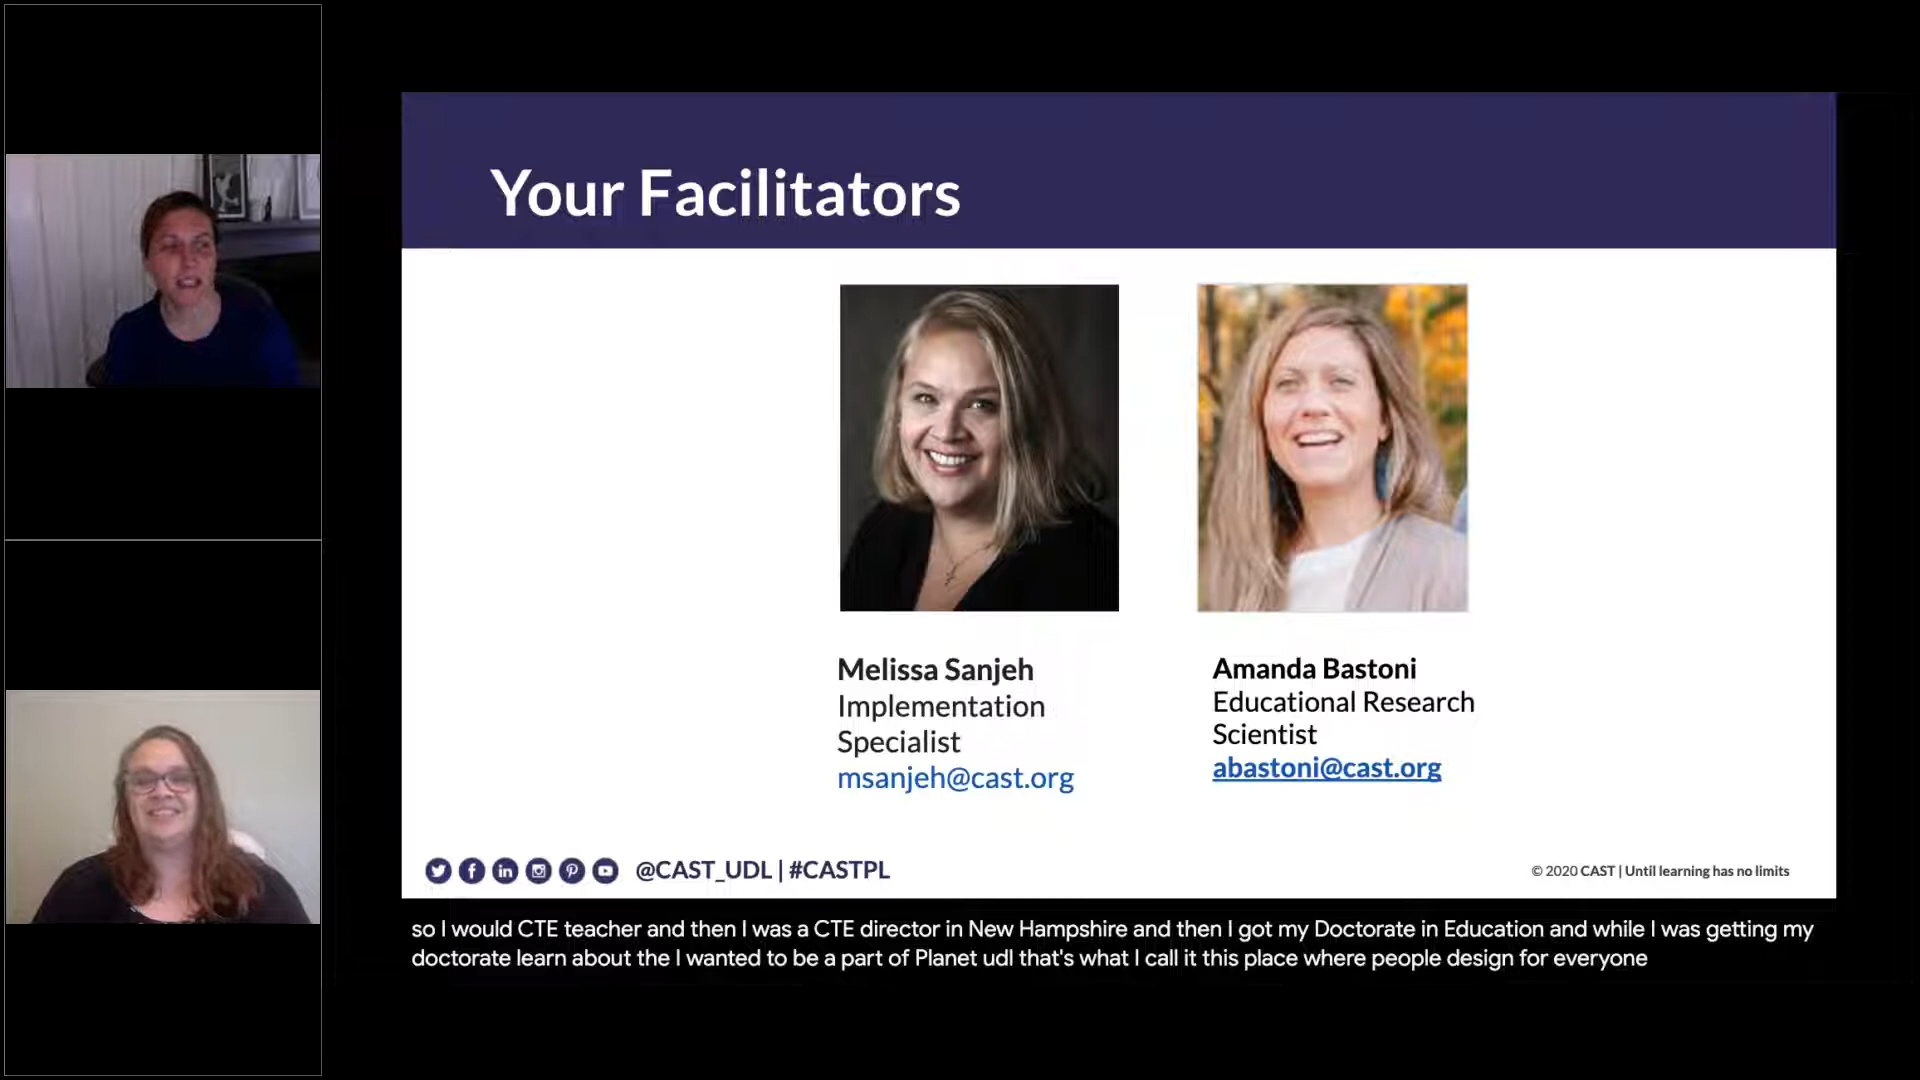 Your Facilitators
Melissa Sanjeh
Implementation
Specialist
msanjeh@cast.org
Amanda Bastoni
Educational Research
Scientist
abastoni@cast.org
@CAST_UDL | #CASTPL
© 2020 CAST | Until learning has no limits
so I would CTE teacher and then I was a CTE director in New Hampshire and then I got my Doctorate in Education and while I was getting my
doctorate learn about the I wanted to be a part of Planet udl that's what I call it this place where people design for everyone